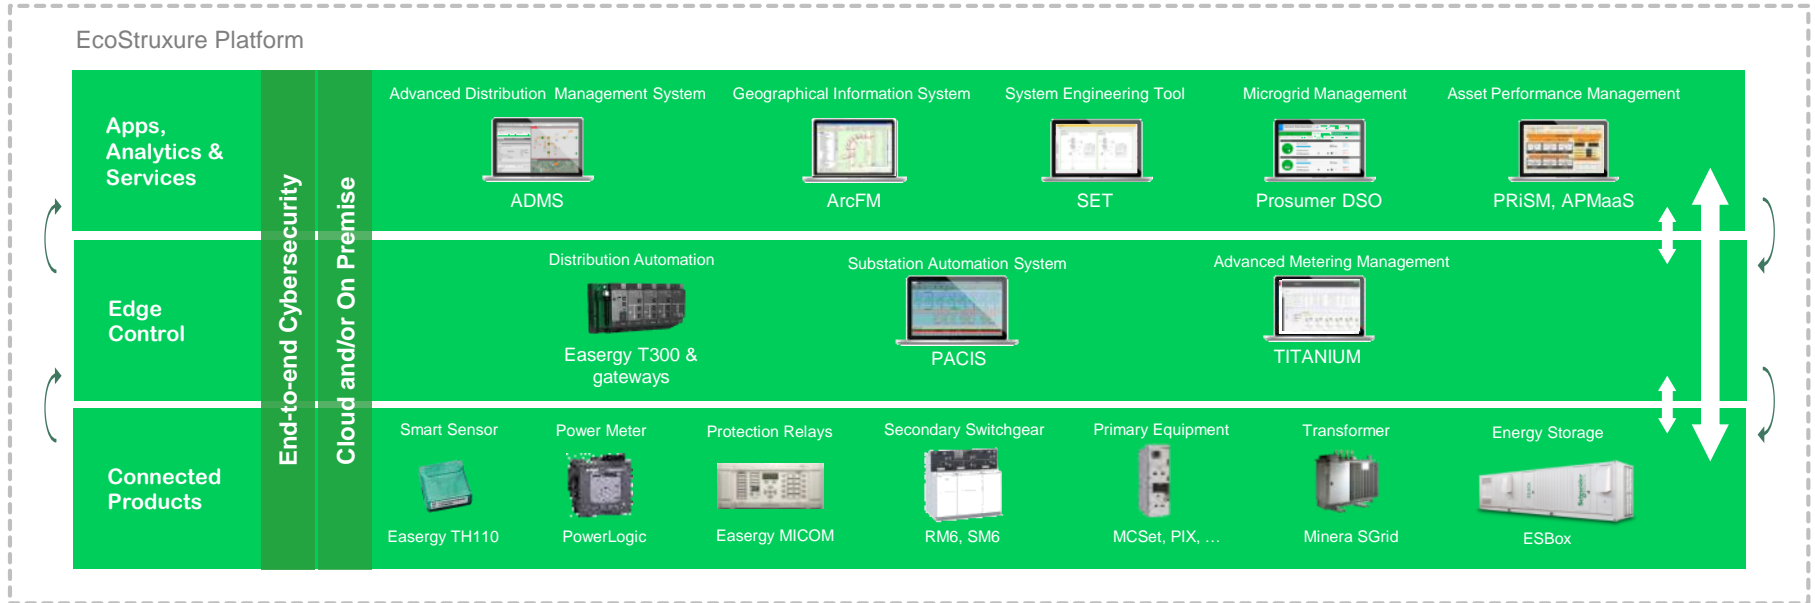 EcoStruxure Platform
Apps,
Analytics &
Services
End-to-end Cybersecurity
Cloud and/or On Premise
Advanced Distribution Management System
Geographical Information System
System Engineering Tool
Microgrid Management
Asset Performance Management
ADMS
ArcFM
SET
Prosumer DSO
PRiSM, APMaaS
Edge
Control
Distribution Automation
Substation Automation System
Advanced Metering Management
Easergy T300 &
gateways
PACIS
TITANIUM
Connected
Products
Smart Sensor
Power Meter
Protection Relays
Secondary Switchgear
Primary Equipment
Transformer
Energy Storage
Schneider
Easergy TH110
PowerLogic
Easergy MICOM
RM6, SM6
MCSet, PIX, …
Minera SGrid
ESBox